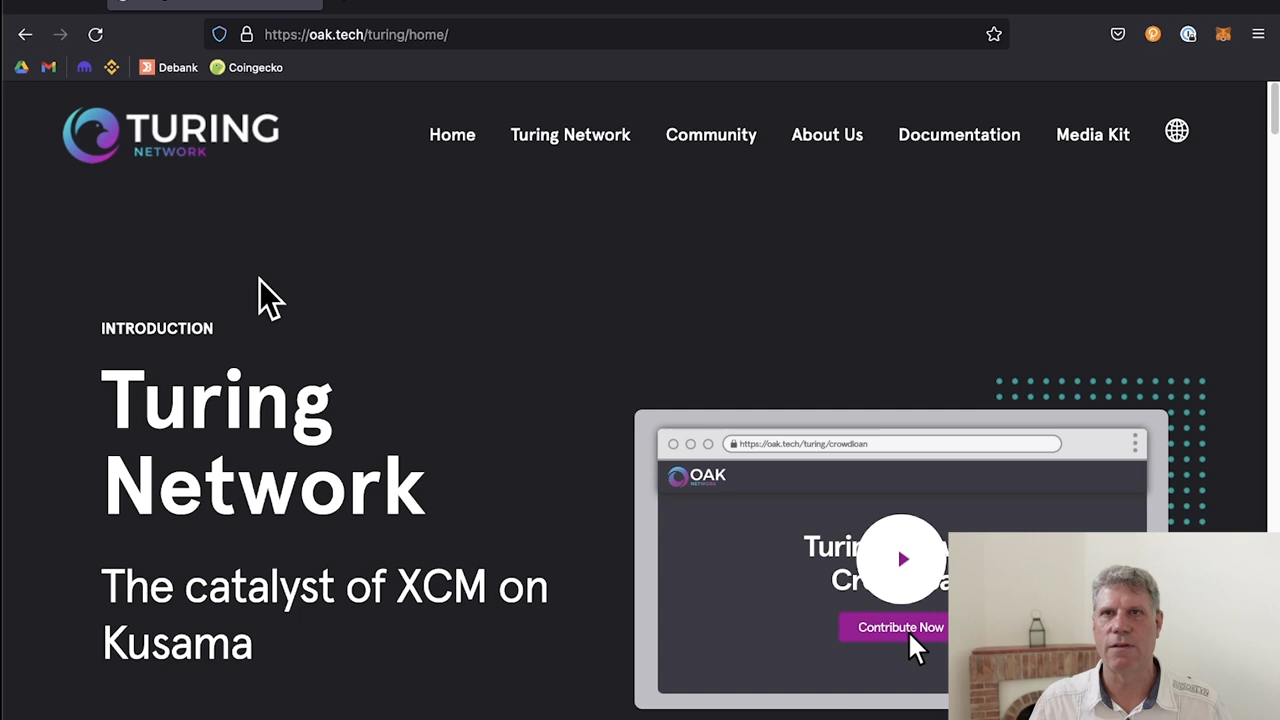 https://oak.tech/turing/home/
Debank
Coingecko
TURING
NETWORK
Home
Turing Network
Community
About Us
Documentation
Media Kit
INTRODUCTION
Turing
Network
The catalyst of XCM on
Kusama
https://oak.tech/turing/crowdloan
OAK
NETWORK
Contribute Now